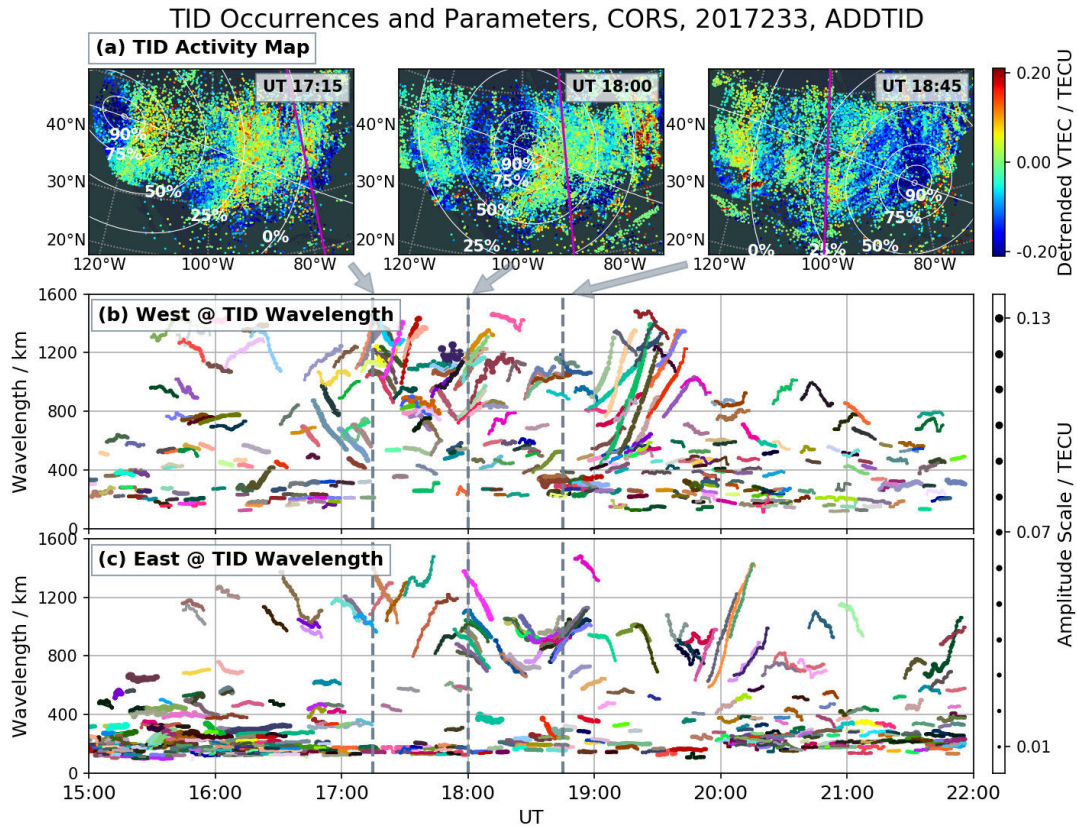 TID Occurrences and Parameters, CORS, 2017233, ADDTID
(a) TID Activity Map
UT 17:15
UT 18:00
UT 18:45
40°N
30°N
20°N
90%
75%
50%
25%
0%
120°W
100°W
80°W
40°N
30°N
20°N
90%
75%
50%
25%
120°W
100°W
80°W
40°N
30°N
20°N
90%
75%
50%
25%
0%
120°W
100°W
80°W
0.20
0.00
-0.20
Detrended VTEC / TECU
(b) West @ TID Wavelength
1600
1200
800
400
0
Wavelength / km
(c) East @ TID Wavelength
1600
1200
800
400
0
Wavelength / km
15:00
16:00
17:00
18:00
19:00
20:00
21:00
22:00
UT
0.13
0.07
0.01
Amplitude Scale / TECU